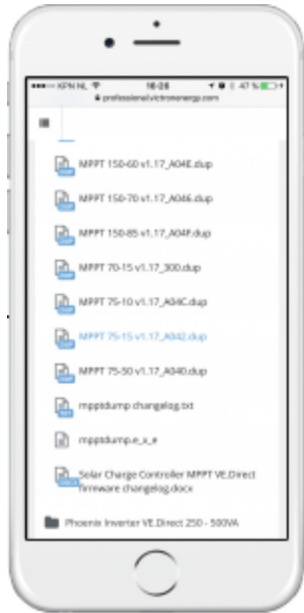 KPN NL 16:26 47 %
professional.victronenergy.com
MPPT 150-60 v1.17_A04E.dup
MPPT 150-70 v1.17_A046.dup
MPPT 150-85 v1.17_A04F.dup
MPPT 70-15 v1.17_300.dup
MPPT 75-10 v1.17_A04C.dup
MPPT 75-15 v1.17_A042.dup
MPPT 75-50 v1.17_A040.dup
mpptdump changelog.txt
mpptdump.e_x_e
Solar Charge Controller MPPT VE.Direct
firmware changelog.docx
Phoenix Inverter VE.Direct 250 - 500VA